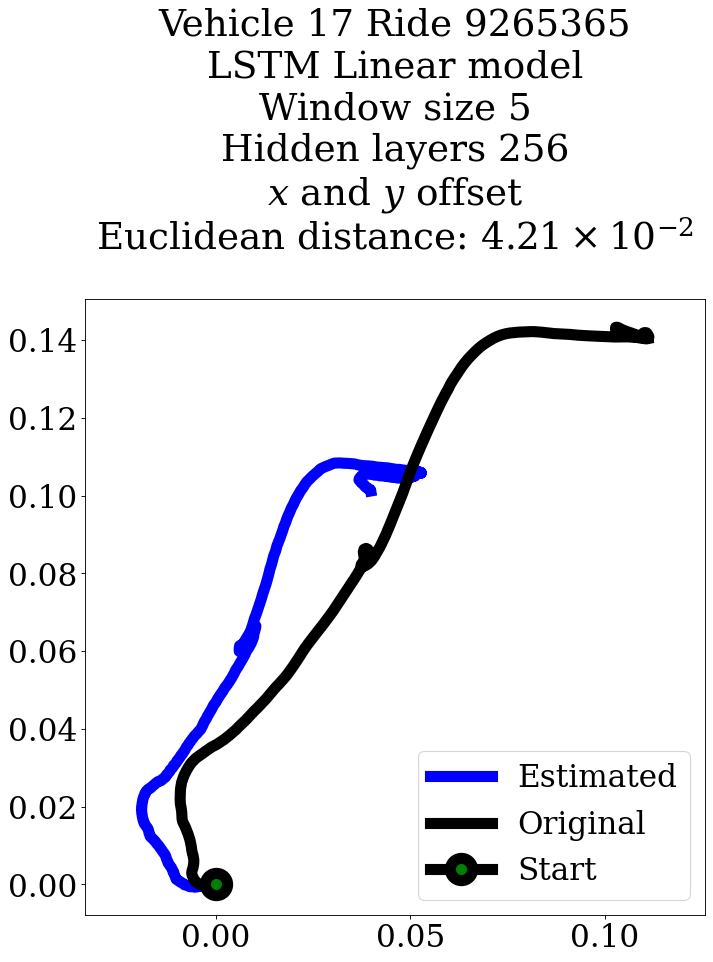 Vehicle 17 Ride 9265365
LSTM Linear model
Window size 5
Hidden layers 256
x and y offset
Euclidean distance: 4.21 × 10⁻²
0.14
0.12
0.10
0.08
0.06
0.04
0.02
0.00
Estimated
Original
Start
0.00 0.05 0.10